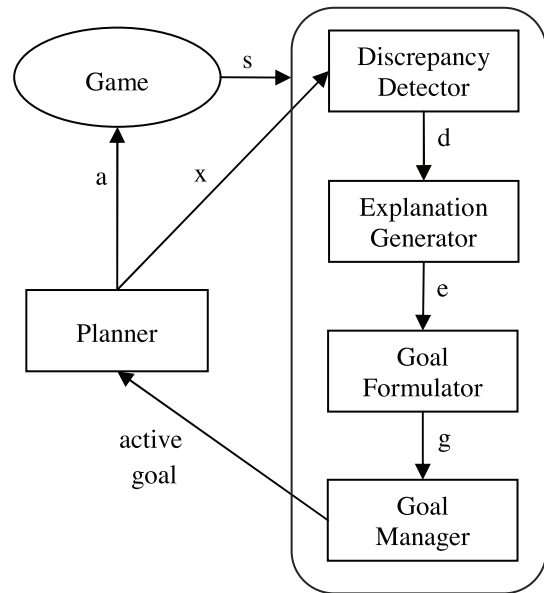 Game
s
Discrepancy
Detector
d
a
x
Explanation
Generator
e
Planner
Goal
Formulator
g
active
goal
Goal
Manager